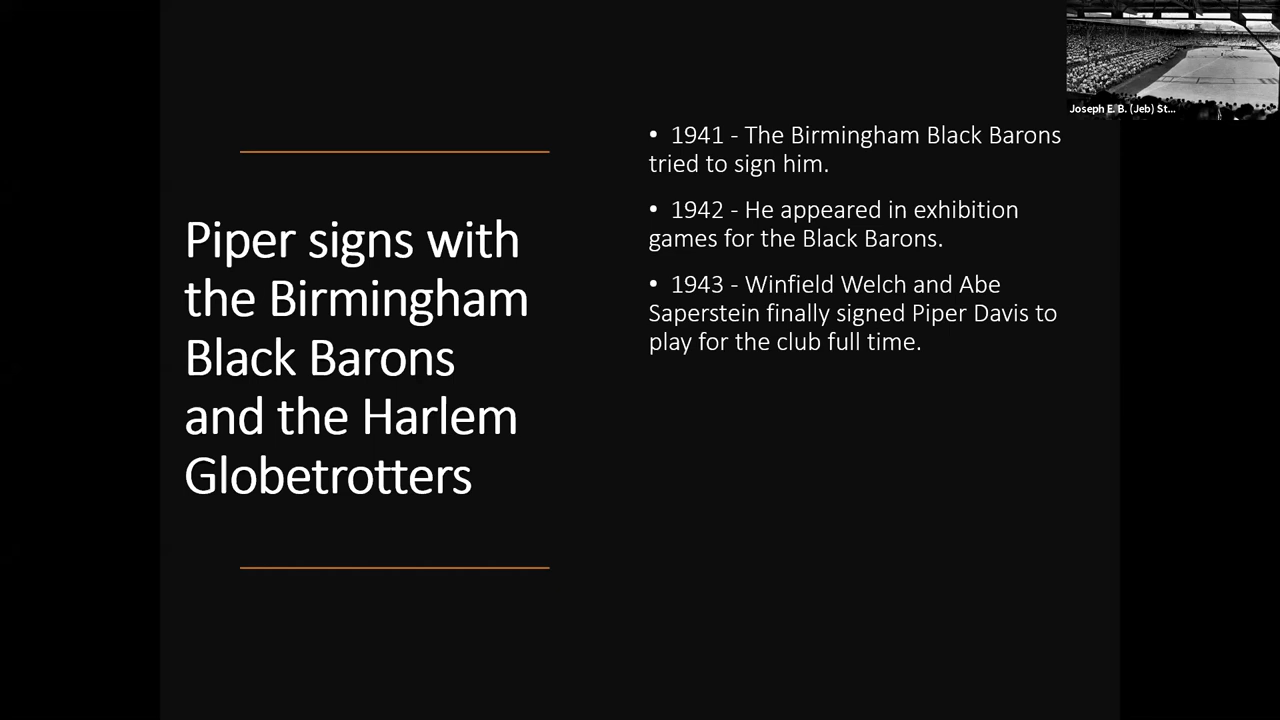 Piper signs with
the Birmingham
Black Barons
and the Harlem
Globetrotters
• 1941 - The Birmingham Black Barons
tried to sign him.
• 1942 - He appeared in exhibition
games for the Black Barons.
• 1943 - Winfield Welch and Abe
Saperstein finally signed Piper Davis to
play for the club full time.
Joseph E. B. (Jeb) St...